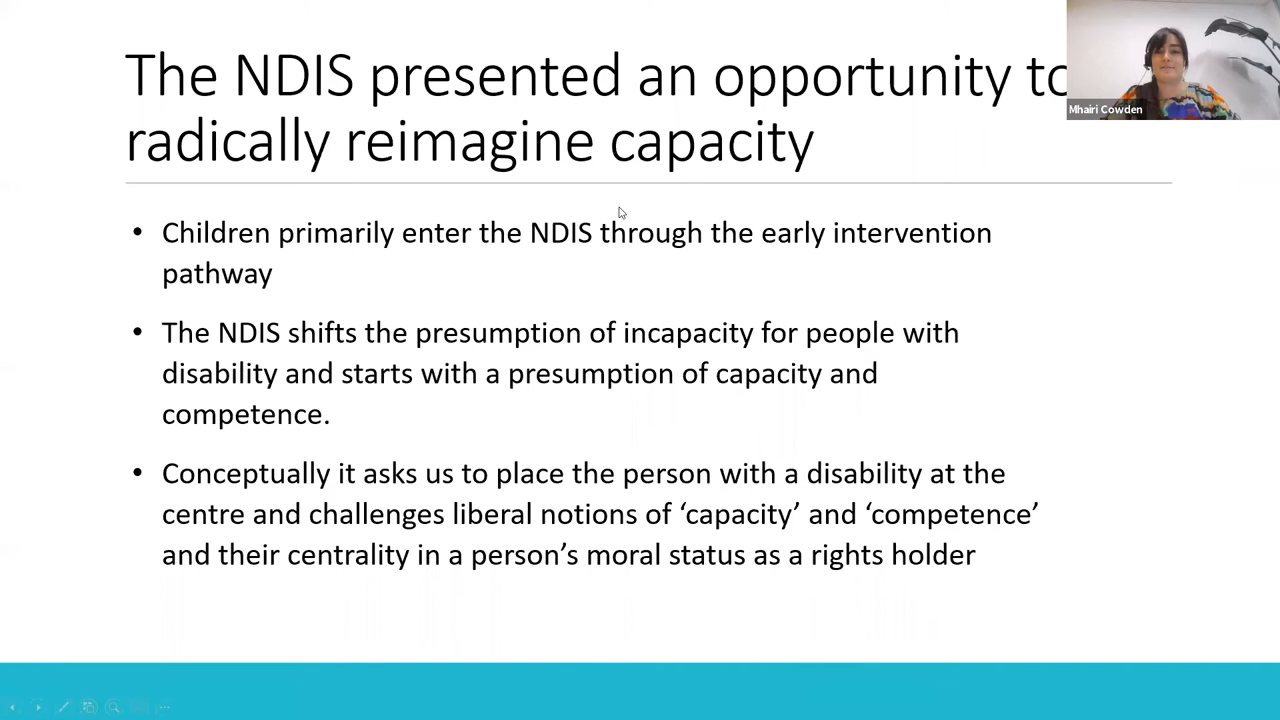 The NDIS presented an opportunity to
radically reimagine capacity
Mhairi Cowden
• Children primarily enter the NDIS through the early intervention
pathway
• The NDIS shifts the presumption of incapacity for people with
disability and starts with a presumption of capacity and
competence.
• Conceptually it asks us to place the person with a disability at the
centre and challenges liberal notions of ‘capacity’ and ‘competence’
and their centrality in a person’s moral status as a rights holder